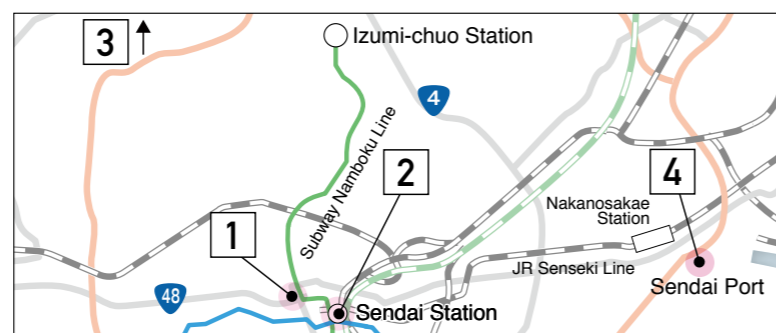 3
Izumi-chuo Station
4
Subway Namboku Line
2
4
1
Nakanosakae
Station
JR Senseki Line
Sendai Port
48
Sendai Station